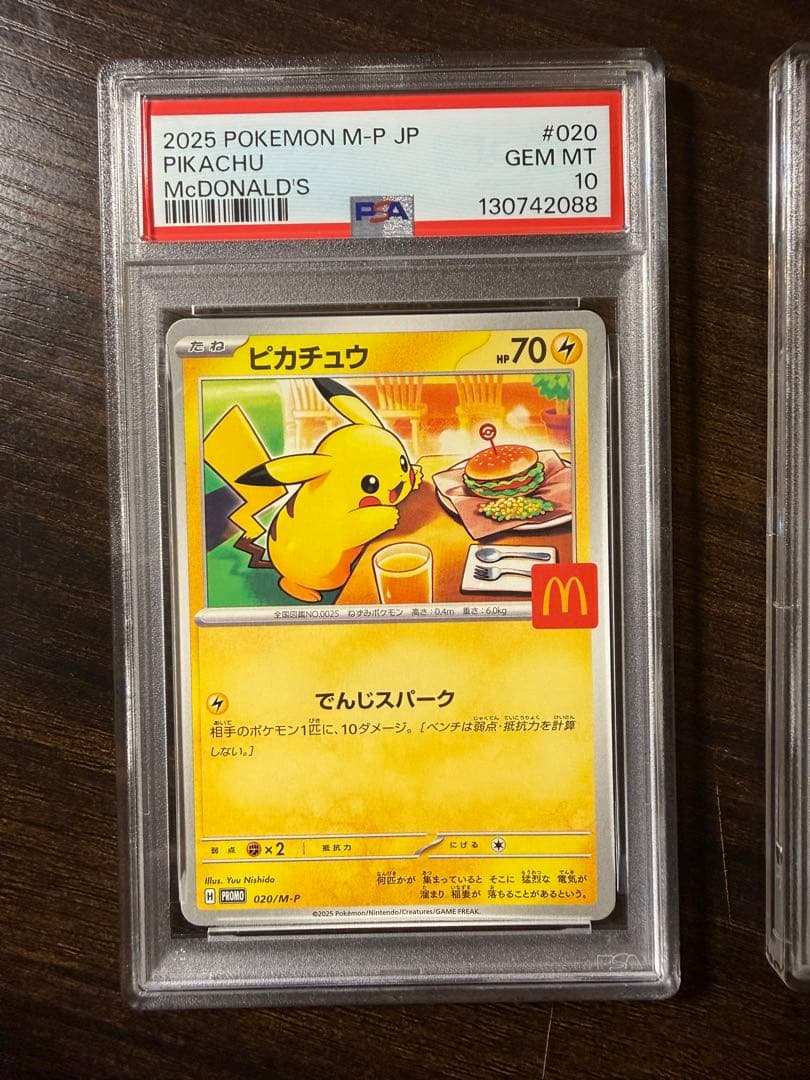 2025 POKEMON M-P JP #020
PIKACHU GEM MT
McDONALD'S 10
PSA 130742088
たね ピカチュウ HP70
全国図鑑NO.0025 ねずみポケモン 高さ:0.4m 重さ:6.0kg
でんじスパーク
相手のポケモン1匹に、10ダメージ。[ベンチは弱点・抵抗力を計算
しない。]
弱点 ×2 抵抗力 にげる
Illus. Yuu Nishido
何匹かが 集まっていると そこに 猛烈な 電気が
溜まり 稲妻が 落ちることがあるという。
H PROMO 020/M-P
©2025 Pokémon/Nintendo/Creatures/GAME FREAK.
PSA